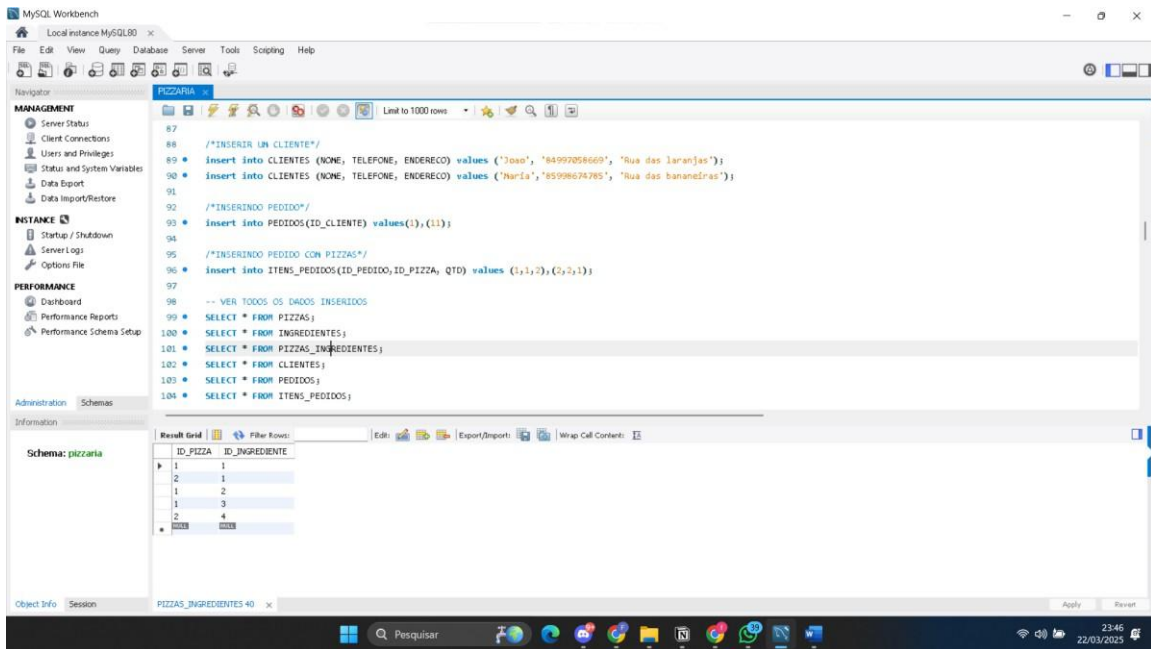 MySQL Workbench
Local instance MySQL80 ×
File Edit View Query Database Server Tools Scripting Help
Navigator
PIZZARIA ×
MANAGEMENT
Server Status
Client Connections
Users and Privileges
Status and System Variables
Data Export
Data Import/Restore
INSTANCE
Startup / Shutdown
Server Logs
Options File
PERFORMANCE
Dashboard
Performance Reports
Performance Schema Setup
Administration Schemas
Limit to 1000 rows
87
88 /*INSERIR UM CLIENTE*/
89 insert into CLIENTES (NOME, TELEFONE, ENDERECO) values ('Joao', '84997058669', 'Rua das laranjas');
90 insert into CLIENTES (NOME, TELEFONE, ENDERECO) values ('Maria','85998674785', 'Rua das bananeiras');
91
92 /*INSERINDO PEDIDO*/
93 insert into PEDIDOS(ID_CLIENTE) values(1),(11);
94
95 /*INSERINDO PEDIDO COM PIZZAS*/
96 insert into ITENS_PEDIDOS(ID_PEDIDO,ID_PIZZA, QTD) values (1,1,2),(2,2,1);
97
98 -- VER TODOS OS DADOS INSERIDOS
99 SELECT * FROM PIZZAS;
100 SELECT * FROM INGREDIENTES;
101 SELECT * FROM PIZZAS_INGREDIENTES;
102 SELECT * FROM CLIENTES;
103 SELECT * FROM PEDIDOS;
104 SELECT * FROM ITENS_PEDIDOS;
Information
Schema: pizzaria
Result Grid Filter Rows: Edit: Export/Import: Wrap Cell Content:
ID_PIZZA ID_INGREDIENTE
1 1
2 1
1 2
1 3
2 4
NULL NULL
Object Info Session
PIZZAS_INGREDIENTES 40 ×
Apply Revert
Pesquisar
39
23:46
22/03/2025